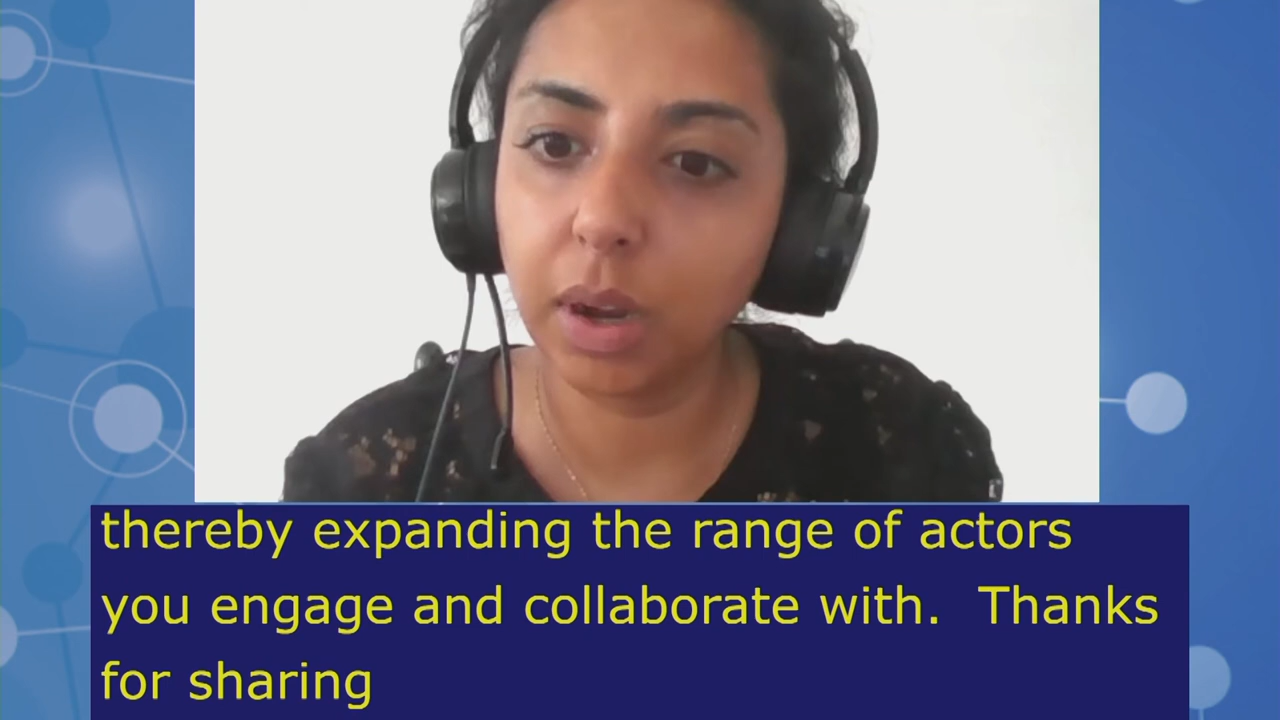 thereby expanding the range of actors
you engage and collaborate with.  Thanks
for sharing